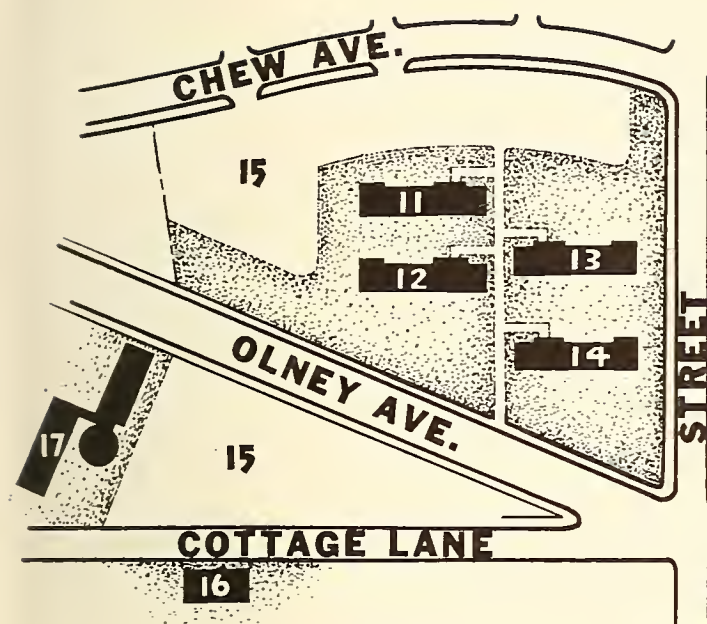 CHEW AVE.
15
11
12
13
14
STREET
OLNEY AVE.
17
15
COTTAGE LANE
16